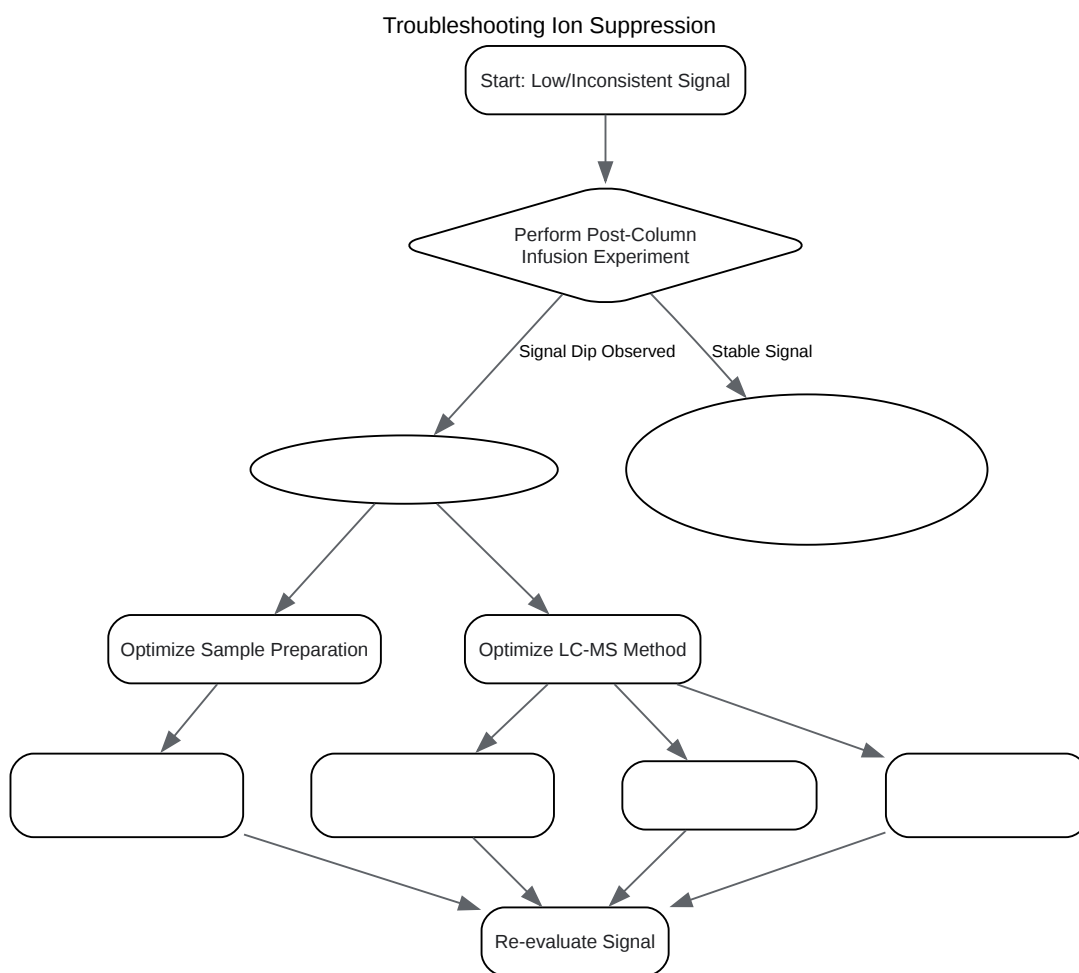 Troubleshooting Ion Suppression
Start: Low/Inconsistent Signal
Perform Post-Column
Infusion Experiment
Signal Dip Observed
Stable Signal
Optimize Sample Preparation
Optimize LC-MS Method
Re-evaluate Signal